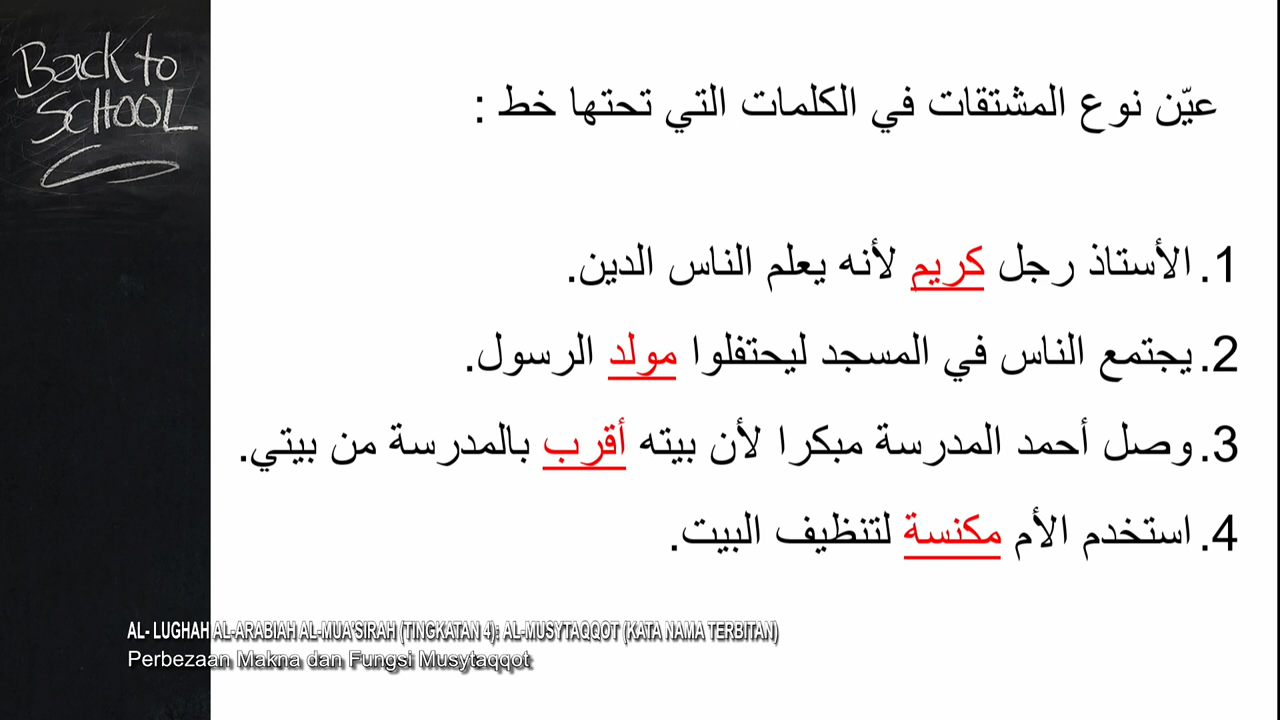 Back to
SCHOOL
عيّن نوع المشتقات في الكلمات التي تحتها خط :
1. الأستاذ رجل كريم لأنه يعلم الناس الدين.
2. يجتمع الناس في المسجد ليحتفلوا مولد الرسول.
3. وصل أحمد المدرسة مبكرا لأن بيته أقرب بالمدرسة من بيتي.
4. استخدم الأم مكنسة لتنظيف البيت.
AL- LUGHAH AL-ARABIAH AL-MUA'SIRAH (TINGKATAN 4): AL-MUSYTAQQOT (KATA NAMA TERBITAN)
Perbezaan Makna dan Fungsi Musytaqqot